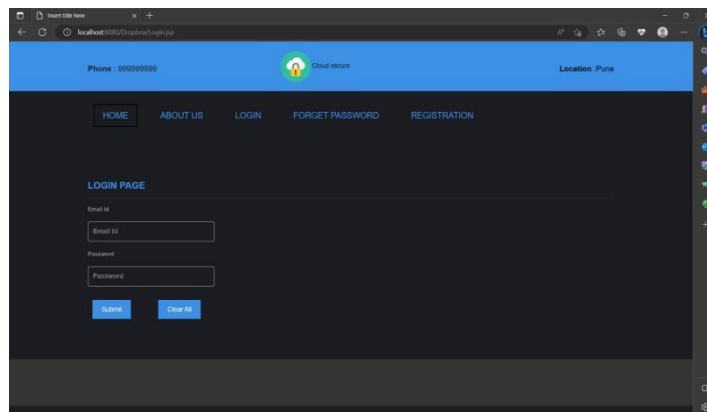 Insert title here
localhost:8080/Dropbox/Login.jsp
Phone : 999999999
Cloud secure
Location :Pune
HOME ABOUT US LOGIN FORGET PASSWORD REGISTRATION
LOGIN PAGE
Email Id
Email Id
Password
Password
Submit Clear All